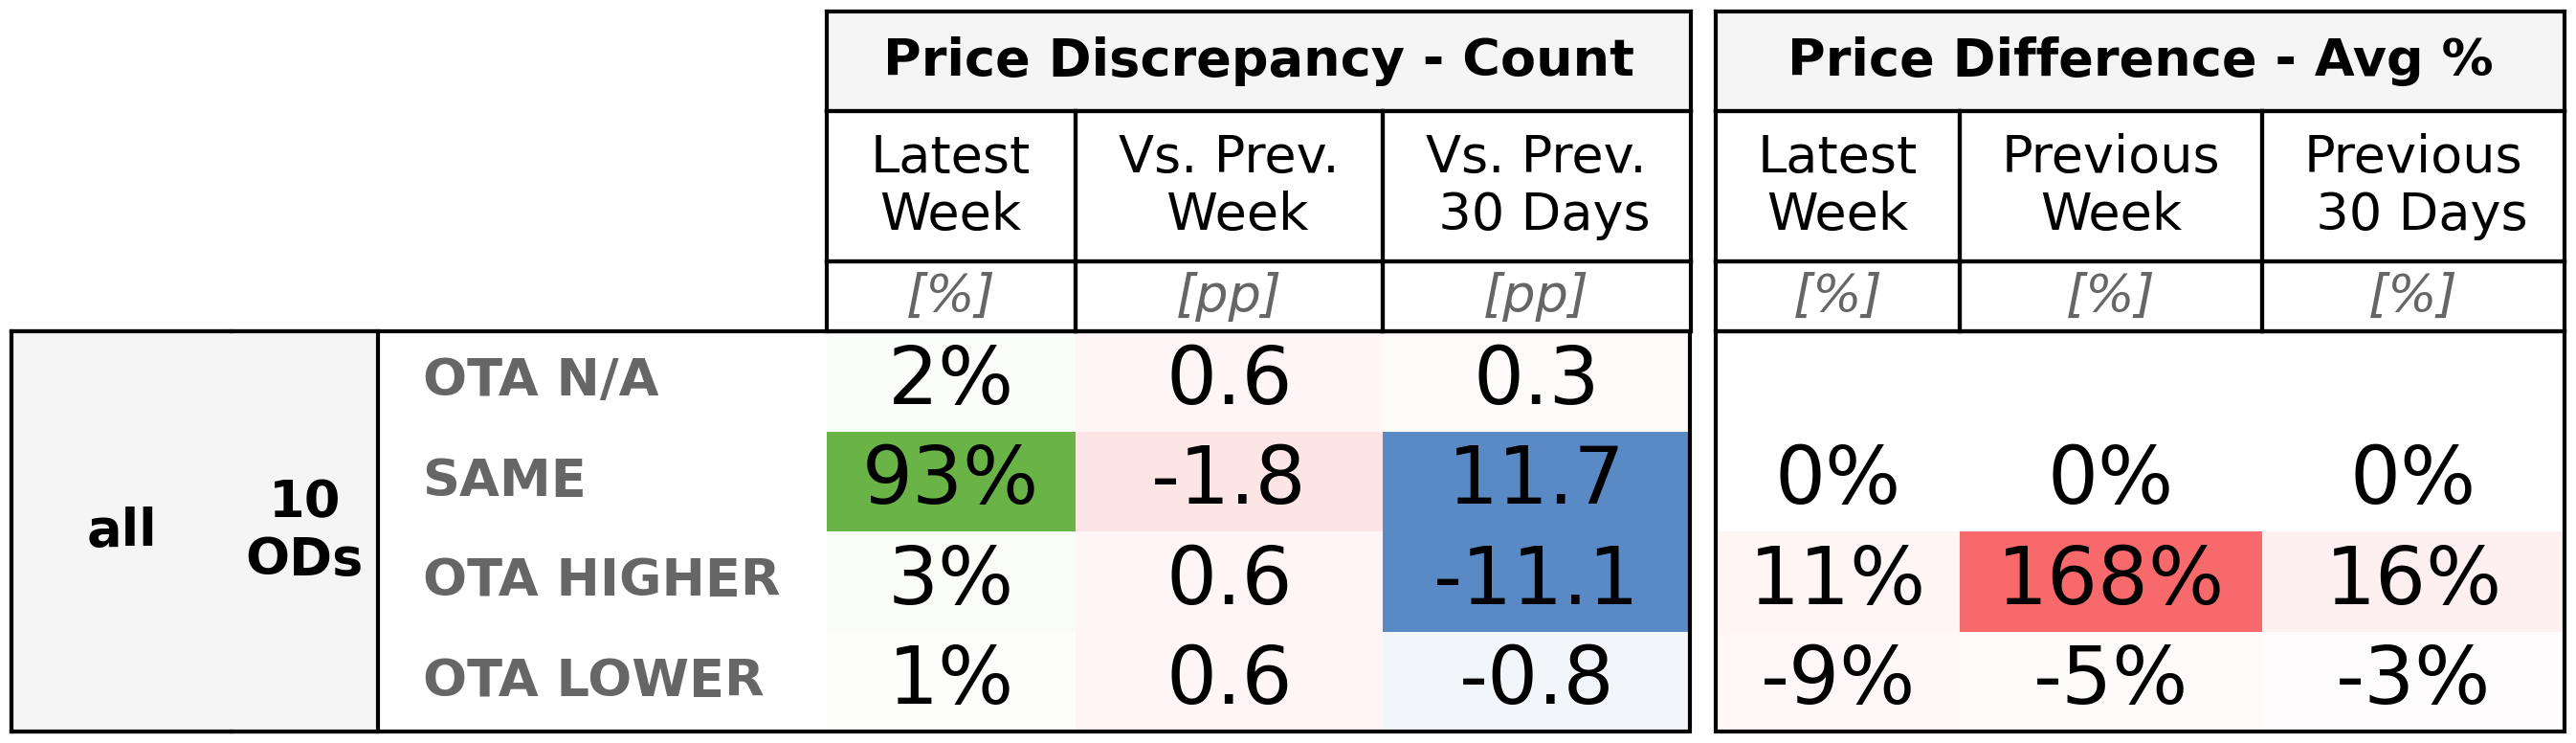 Price Discrepancy - Count Price Difference - Avg %
Latest Week Vs. Prev. Week Vs. Prev. 30 Days Latest Week Previous Week Previous 30 Days
[%] [pp] [pp] [%] [%] [%]
all 10 ODs
OTA N/A 2% 0.6 0.3
SAME 93% -1.8 11.7 0% 0% 0%
OTA HIGHER 3% 0.6 -11.1 11% 168% 16%
OTA LOWER 1% 0.6 -0.8 -9% -5% -3%